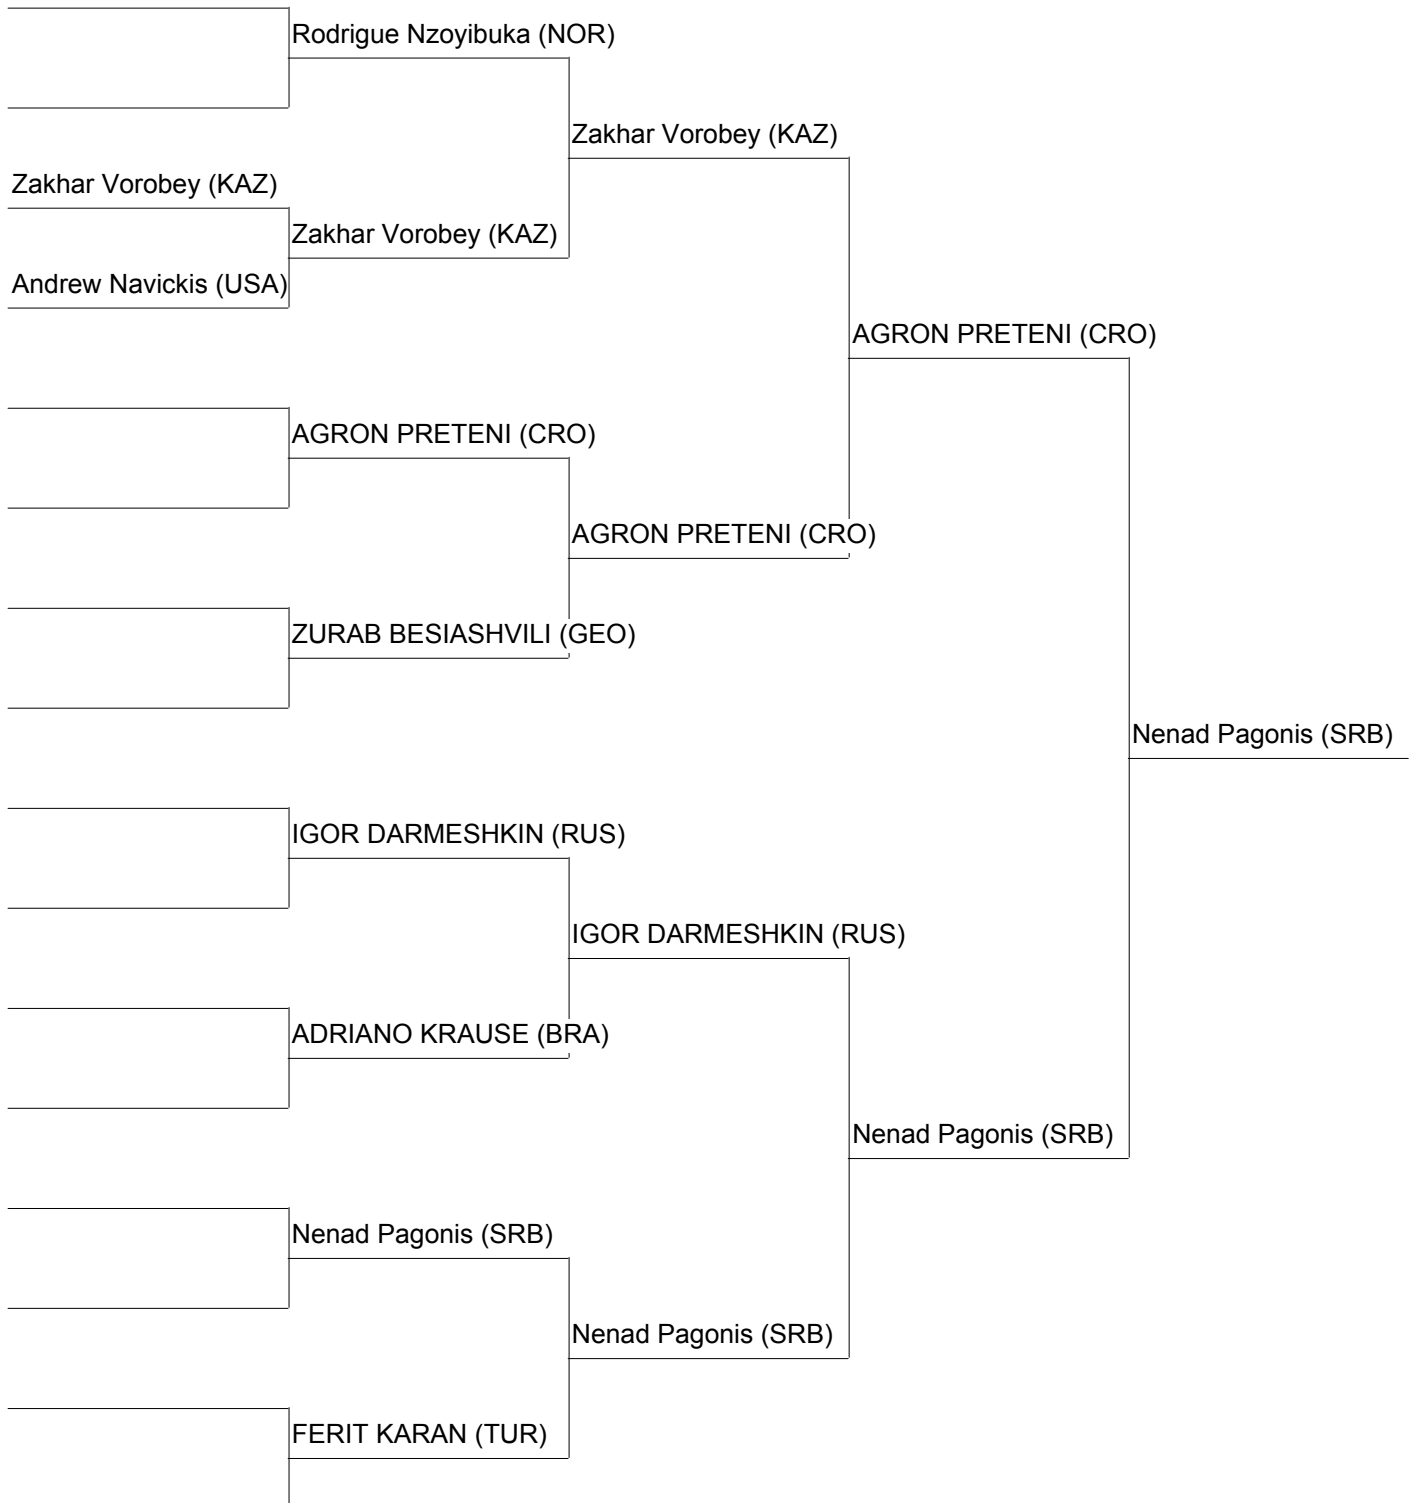 Rodrigue Nzoyibuka (NOR)
Zakhar Vorobey (KAZ)
Zakhar Vorobey (KAZ)
Zakhar Vorobey (KAZ)
Andrew Navickis (USA)
AGRON PRETENI (CRO)
AGRON PRETENI (CRO)
AGRON PRETENI (CRO)
ZURAB BESIASHVILI (GEO)
Nenad Pagonis (SRB)
IGOR DARMESHKIN (RUS)
IGOR DARMESHKIN (RUS)
ADRIANO KRAUSE (BRA)
Nenad Pagonis (SRB)
Nenad Pagonis (SRB)
Nenad Pagonis (SRB)
FERIT KARAN (TUR)